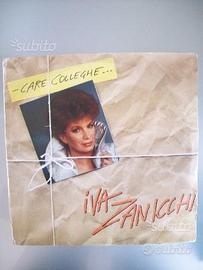 subito
-CARE COLLEGHE...
iVA
ZANICCHI
subito
subito